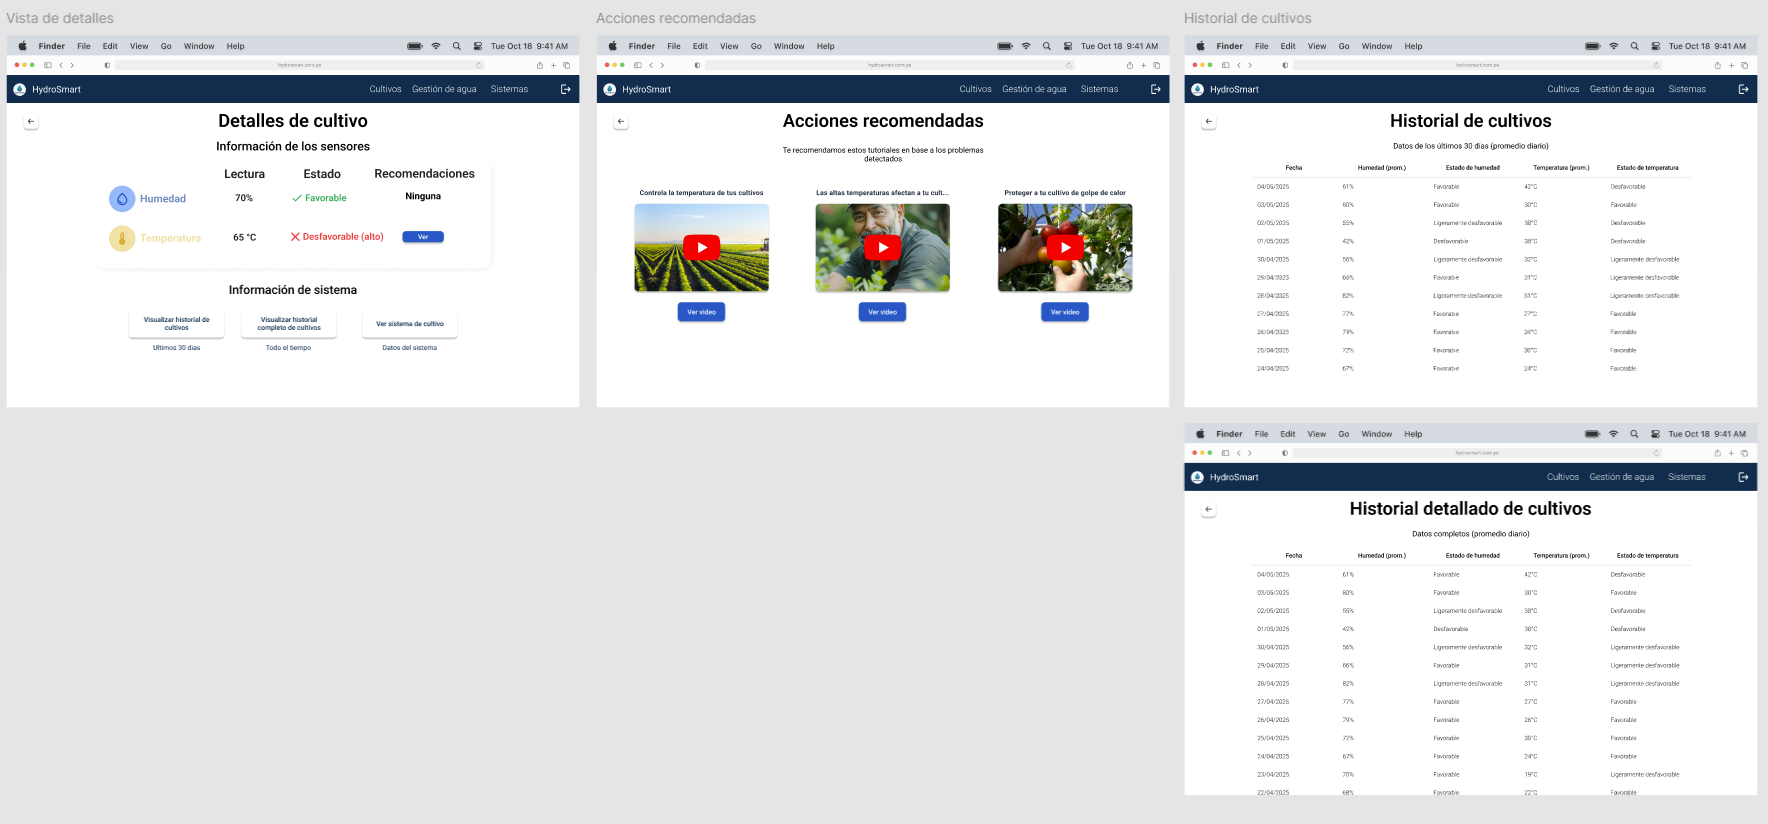 Vista de detalles
Finder File Edit View Go Window Help Tue Oct 18 9:41 AM
hydrosmart.com.pe
HydroSmart Cultivos Gestión de agua Sistemas
Detalles de cultivo
Información de los sensores
Lectura Estado Recomendaciones
Humedad 70% Favorable Ninguna
Temperatura 65 °C Desfavorable (alto) Ver
Información de sistema
Visualizar historial de cultivos
Visualizar historial completo de cultivos
Ver sistema de cultivo
Ultimos 30 dias Todo el tiempo Datos del sistema
Acciones recomendadas
Finder File Edit View Go Window Help Tue Oct 18 9:41 AM
hydrosmart.com.pe
HydroSmart Cultivos Gestión de agua Sistemas
Acciones recomendadas
Te recomendamos estos tutoriales en base a los problemas
detectados
Controla la temperatura de tus cultivos
Las altas temperaturas afectan a tu cult...
Proteger a tu cultivo de golpe de calor
seipasa
Ver video Ver video Ver video
Historial de cultivos
Finder File Edit View Go Window Help Tue Oct 18 9:41 AM
hydrosmart.com.pe
HydroSmart Cultivos Gestión de agua Sistemas
Historial de cultivos
Datos de los últimos 30 días (promedio diario)
Fecha Humedad (prom.) Estado de humedad Temperatura (prom.) Estado de temperatura
04/05/2025 61% Favorable 42°C Desfavorable
03/05/2025 80% Favorable 30°C Favorable
02/05/2025 55% Ligeramente desfavorable 38°C Desfavorable
01/05/2025 42% Desfavorable 38°C Desfavorable
30/04/2025 56% Ligeramente desfavorable 32°C Ligeramente desfavorable
29/04/2025 66% Favorable 31°C Ligeramente desfavorable
28/04/2025 82% Ligeramente desfavorable 31°C Ligeramente desfavorable
27/04/2025 77% Favorable 27°C Favorable
26/04/2025 79% Favorable 26°C Favorable
25/04/2025 72% Favorable 30°C Favorable
24/04/2025 67% Favorable 24°C Favorable
Finder File Edit View Go Window Help Tue Oct 18 9:41 AM
hydrosmart.com.pe
HydroSmart Cultivos Gestión de agua Sistemas
Historial detallado de cultivos
Datos completos (promedio diario)
Fecha Humedad (prom.) Estado de humedad Temperatura (prom.) Estado de temperatura
04/05/2025 61% Favorable 42°C Desfavorable
03/05/2025 80% Favorable 30°C Favorable
02/05/2025 55% Ligeramente desfavorable 38°C Desfavorable
01/05/2025 42% Desfavorable 38°C Desfavorable
30/04/2025 56% Ligeramente desfavorable 32°C Ligeramente desfavorable
29/04/2025 66% Favorable 31°C Ligeramente desfavorable
28/04/2025 82% Ligeramente desfavorable 31°C Ligeramente desfavorable
27/04/2025 77% Favorable 27°C Favorable
26/04/2025 79% Favorable 26°C Favorable
25/04/2025 72% Favorable 30°C Favorable
24/04/2025 67% Favorable 24°C Favorable
23/04/2025 70% Favorable 19°C Ligeramente desfavorable
22/04/2025 68% Favorable 22°C Favorable